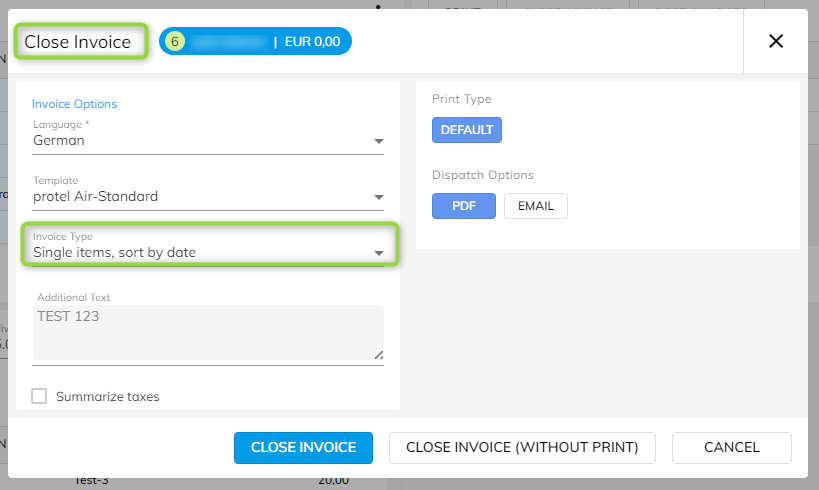 Close Invoice
6 | EUR 0,00
Invoice Options
Language *
German
Template
protel Air-Standard
Invoice Type
Single items, sort by date
Additional Text
TEST 123
Summarize taxes
Print Type
DEFAULT
Dispatch Options
PDF EMAIL
CLOSE INVOICE CLOSE INVOICE (WITHOUT PRINT) CANCEL
Test-3 20,00